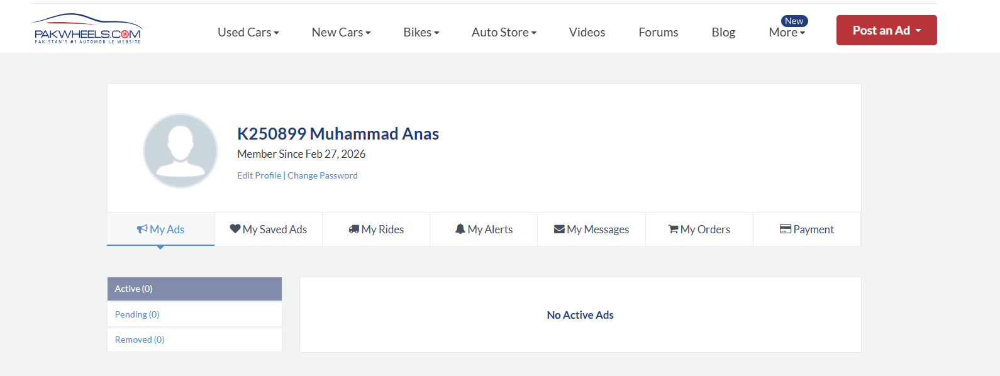 PAKWHEELS.COM
PAKISTAN'S #1 AUTOMOBILE WEBSITE
Used Cars
New Cars
Bikes
Auto Store
Videos
Forums
Blog
New
More
Post an Ad
K250899 Muhammad Anas
Member Since Feb 27, 2026
Edit Profile | Change Password
My Ads
My Saved Ads
My Rides
My Alerts
My Messages
My Orders
Payment
Active (0)
Pending (0)
Removed (0)
No Active Ads